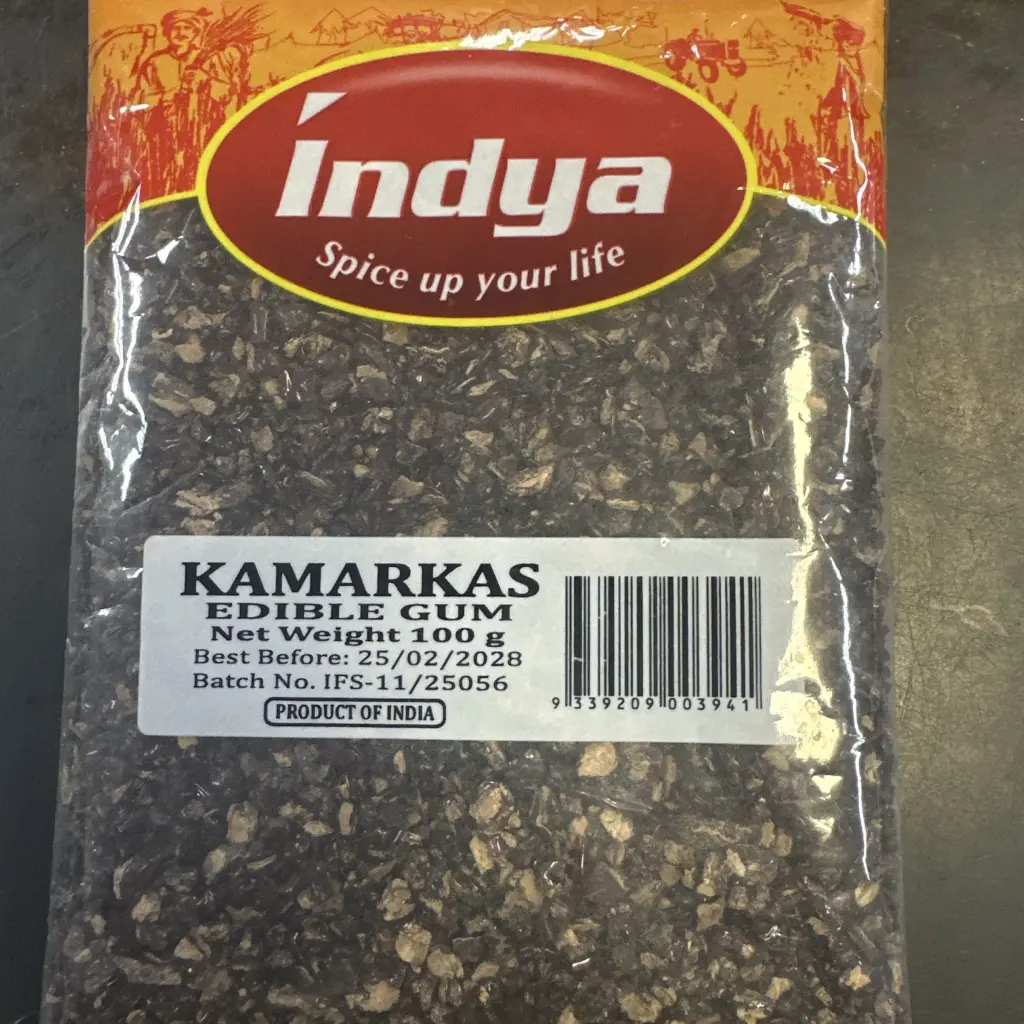 índya
Spice up your life
KAMARKAS
EDIBLE GUM
Net Weight 100 g
Best Before: 25/02/2028
Batch No. IFS-11/25056
PRODUCT OF INDIA
9 339209 003941